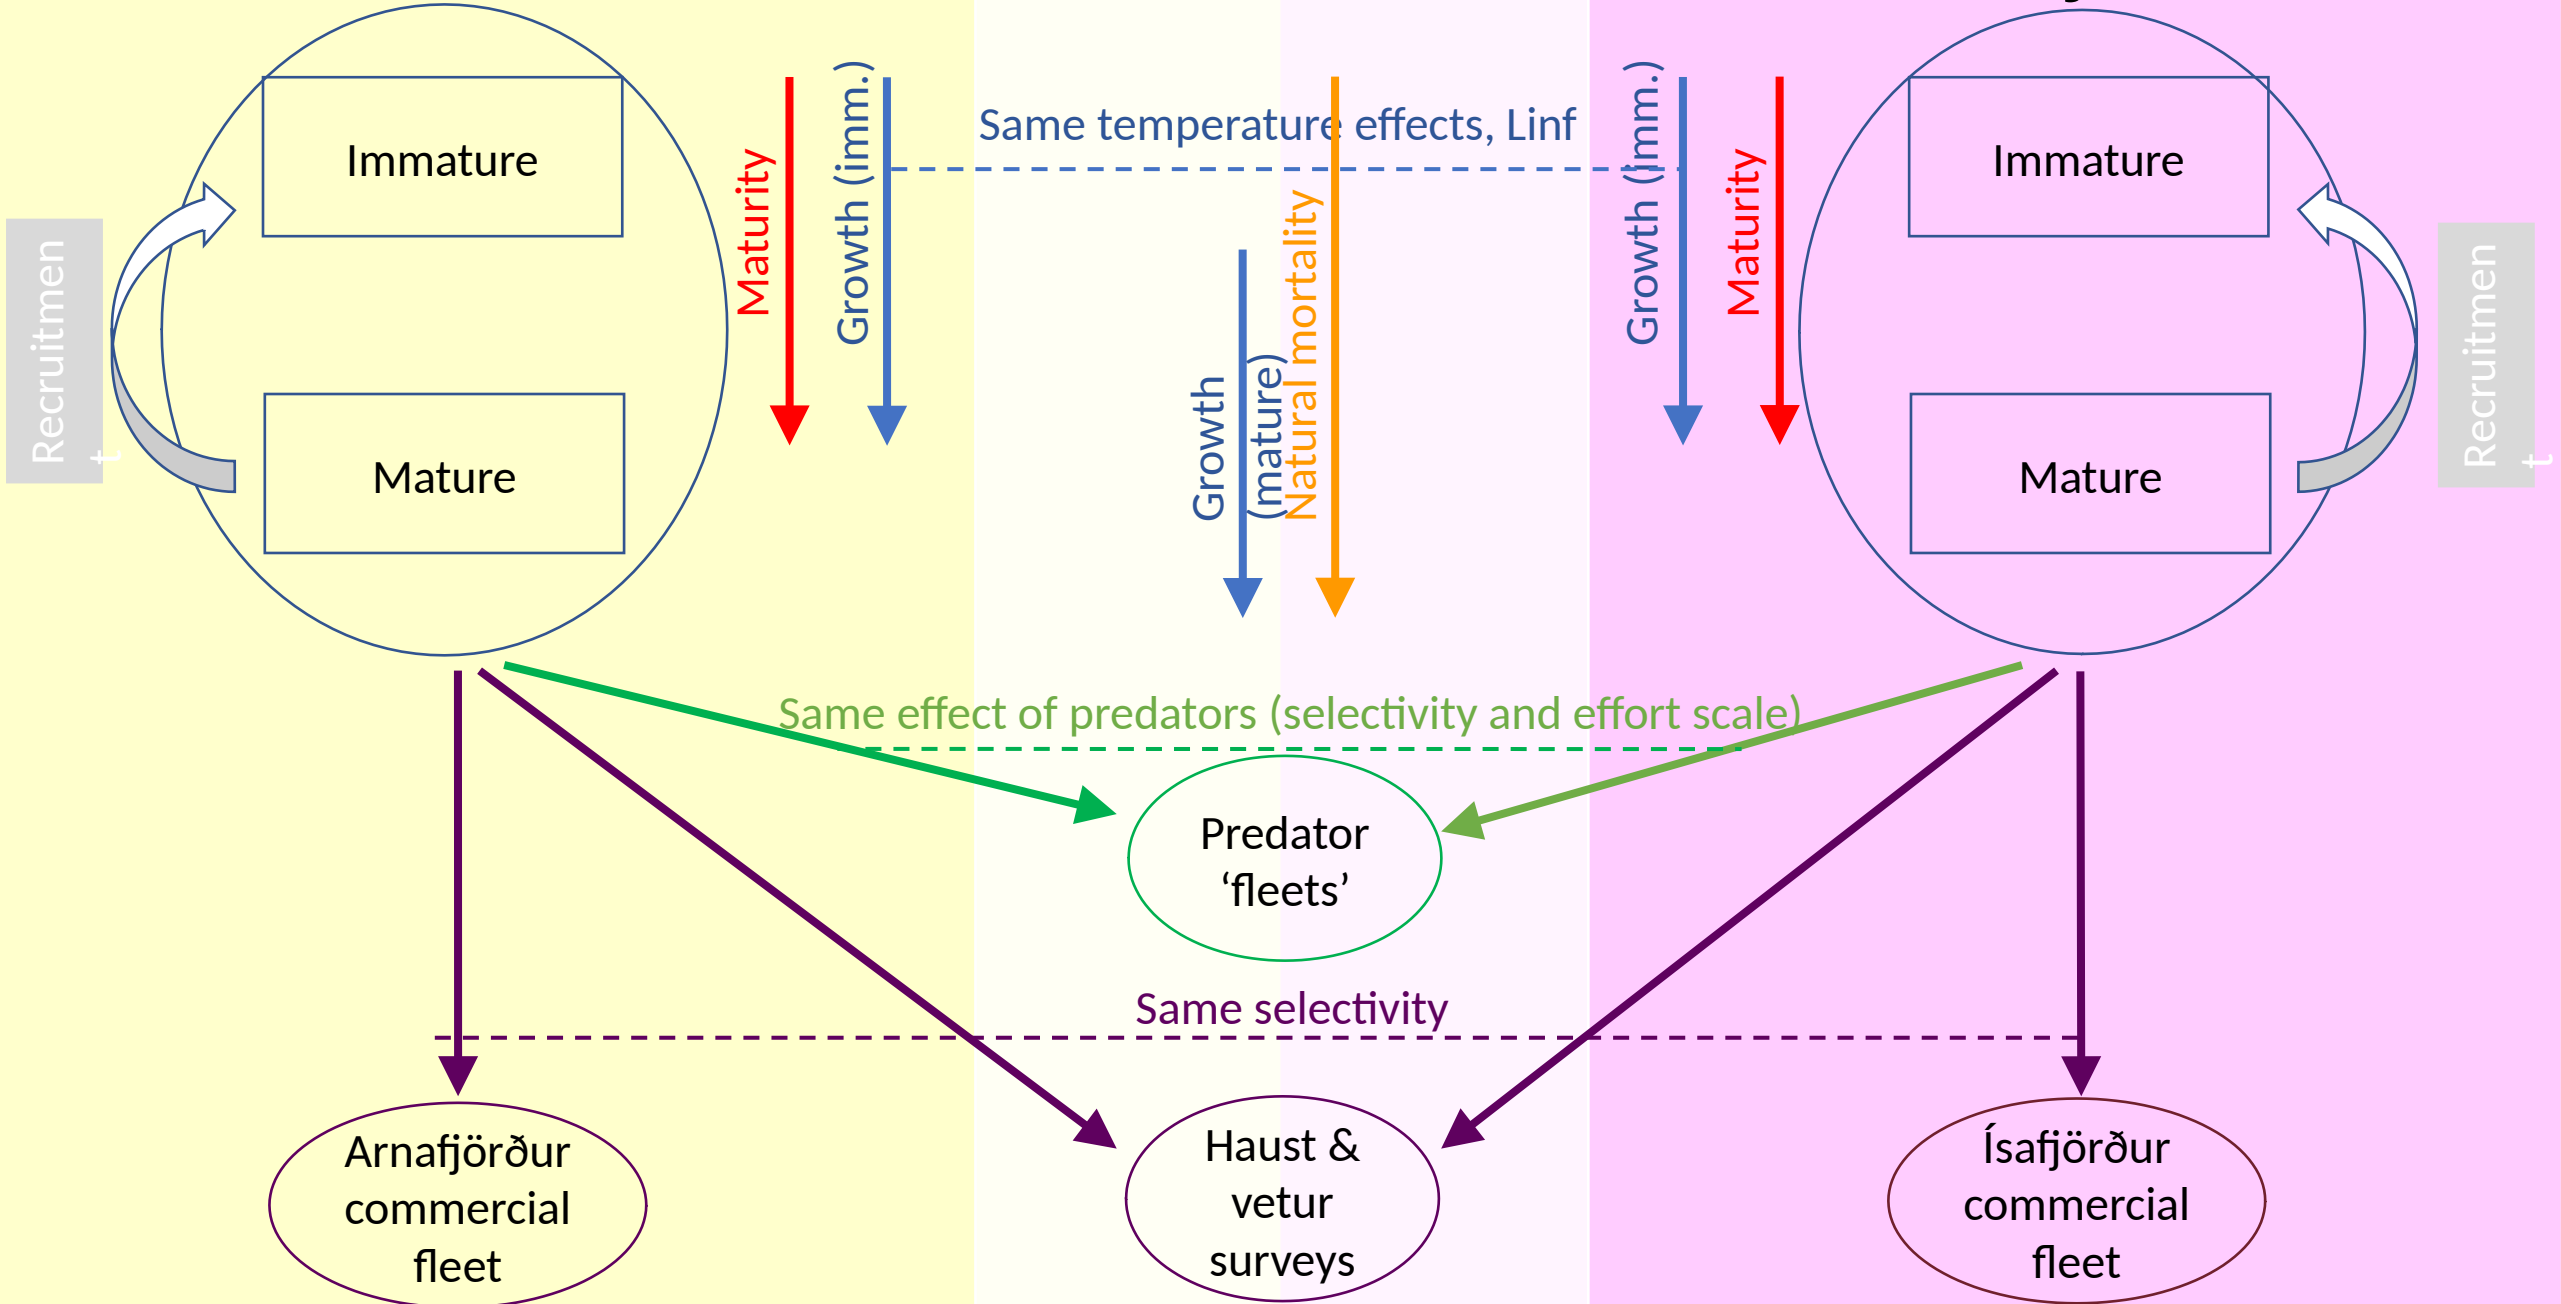 Immature
Mature
Recruitmen
t
Maturity
Growth (imm.)
Same temperature effects, Linf
Growth
(mature)
Natural mortality
Growth (imm.)
Maturity
Immature
Mature
Recruitmen
t
Same effect of predators (selectivity and effort scale)
Predator
‘fleets’
Same selectivity
Arnafjörður
commercial
fleet
Haust &
vetur
surveys
Ísafjörður
commercial
fleet